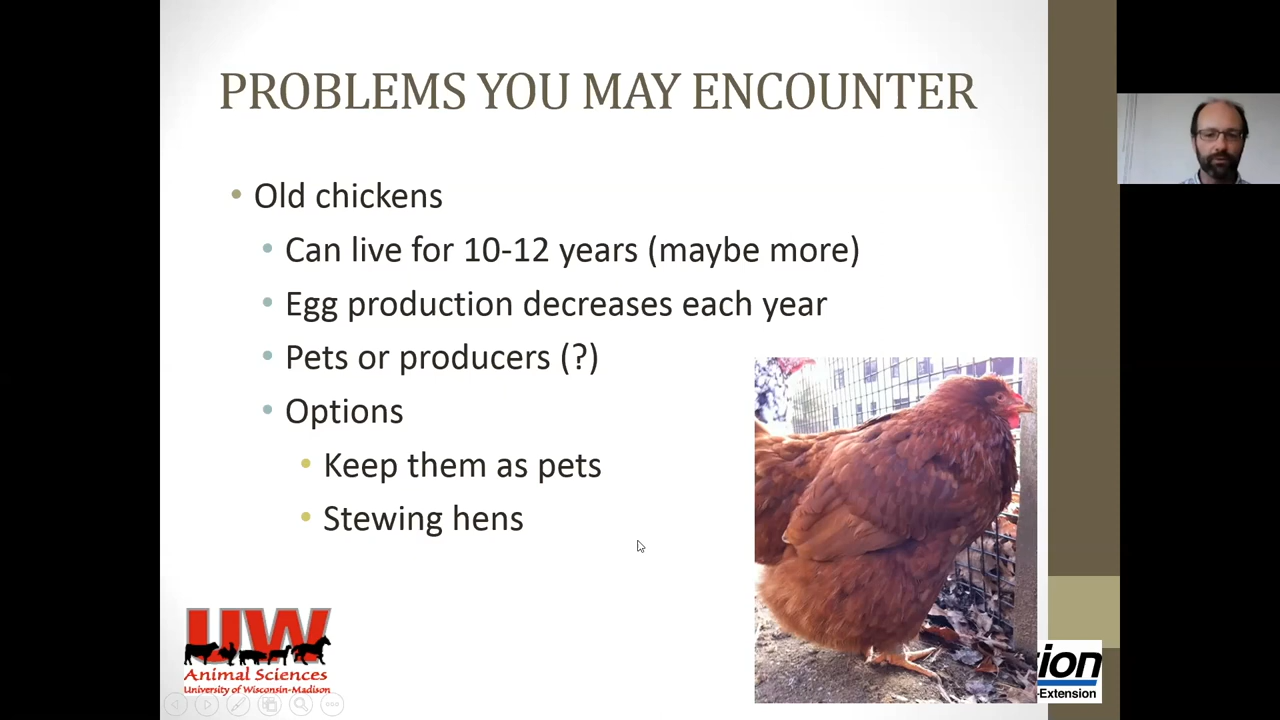 PROBLEMS YOU MAY ENCOUNTER
• Old chickens
• Can live for 10-12 years (maybe more)
• Egg production decreases each year
• Pets or producers (?)
• Options
• Keep them as pets
• Stewing hens
UW
Animal Sciences
University of Wisconsin-Madison
ion
-Extension